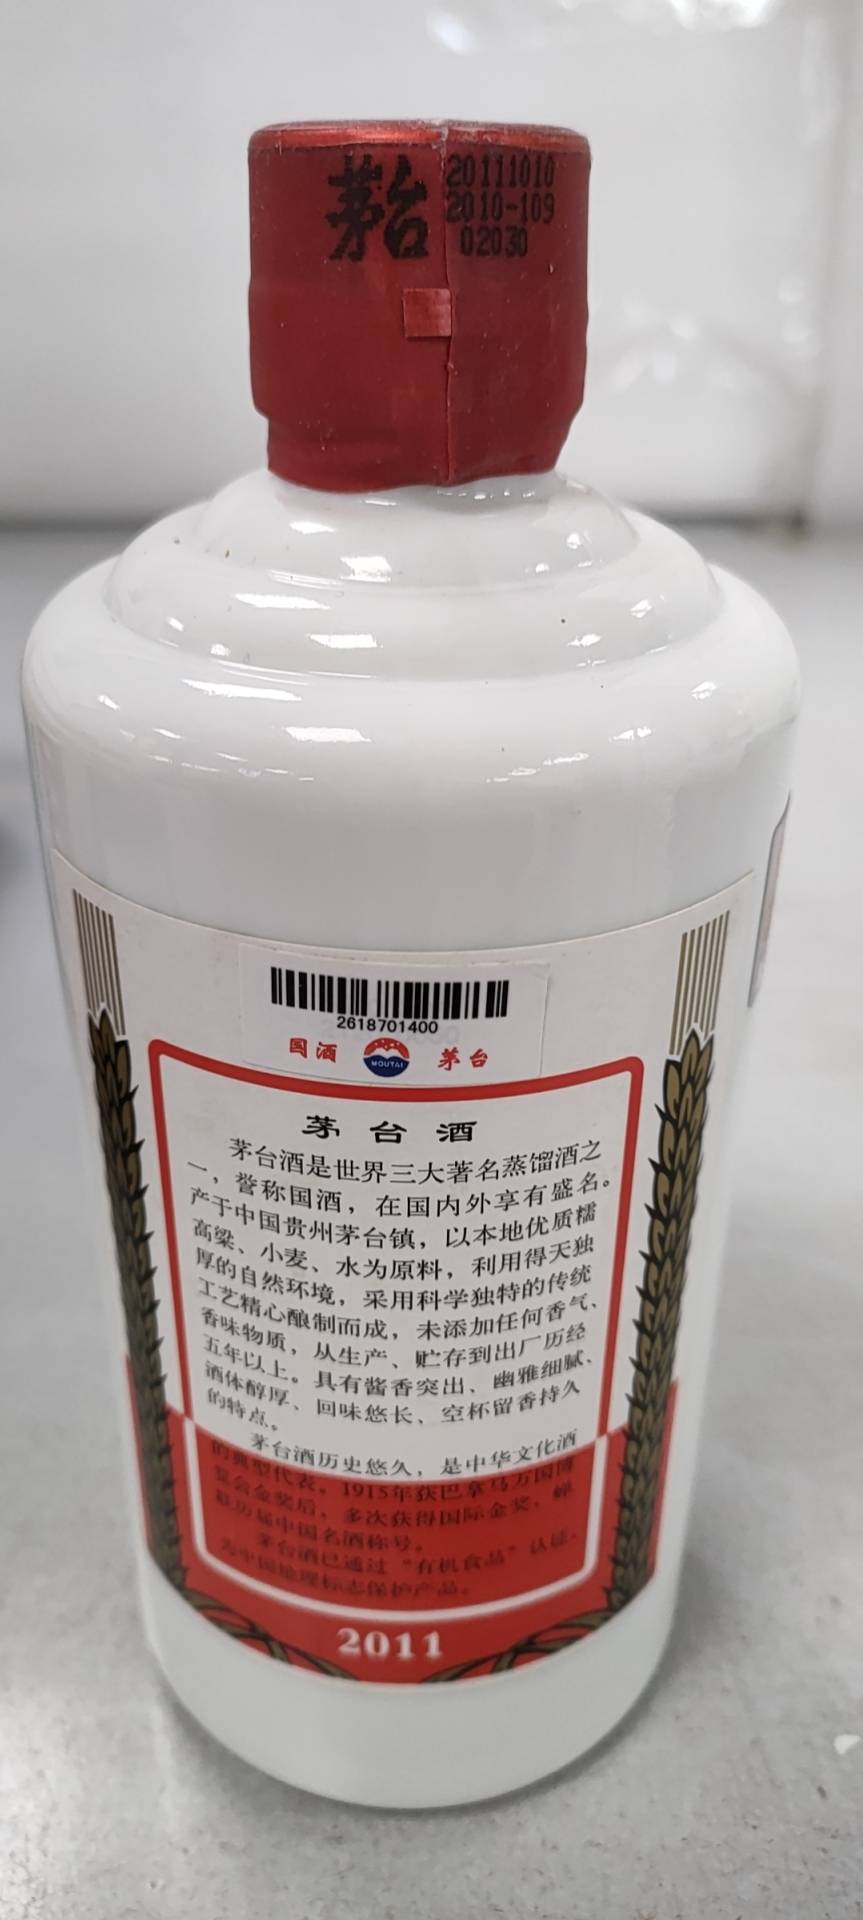 茅台
20111010
2010-109
02030
2618701400
国酒 MOUTAI 茅台
茅台酒
茅台酒是世界三大著名蒸馏酒之
一，誉称国酒，在国内外享有盛名。
产于中国贵州茅台镇，以本地优质糯
高粱、小麦、水为原料，利用得天独
厚的自然环境，采用科学独特的传统
工艺精心酿制而成，未添加任何香气、
香味物质，从生产、贮存到出厂历经
五年以上。具有酱香突出、幽雅细腻、
酒体醇厚、回味悠长、空杯留香持久
的特点。
茅台酒历史悠久，是中华文化酒
的典型代表。1915年获巴拿马万国博
览会金奖后，多次获得国际金奖，蝉
联历届中国名酒称号。
茅台酒已通过“有机食品”认证，
为中国地理标志保护产品。
2011